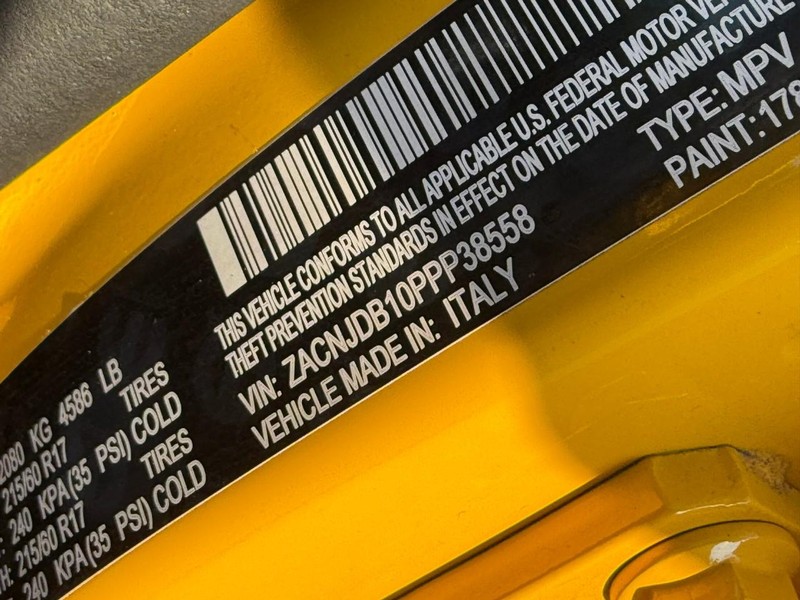 THIS VEHICLE CONFORMS TO ALL APPLICABLE U.S. FEDERAL MOTOR
THEFT PREVENTION STANDARDS IN EFFECT ON THE DATE OF MANUFACTURE
VIN: ZACNJDB10PPP38558
TYPE: MPV
VEHICLE MADE IN: ITALY
PAINT: 178
2080 KG 4586 LB
215/60 R17 TIRES
240 KPA(35 PSI) COLD
215/60 R17 TIRES
240 KPA(35 PSI) COLD